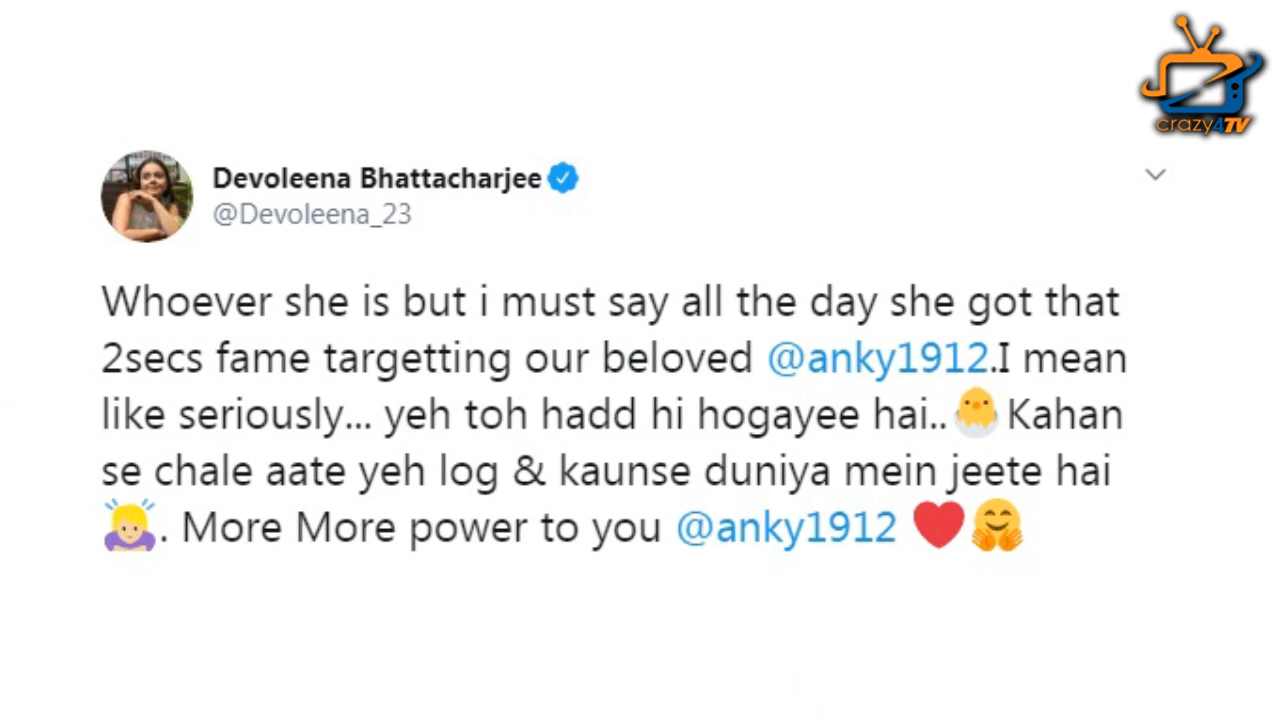 crazy4TV
Devoleena Bhattacharjee
@Devoleena_23
Whoever she is but i must say all the day she got that
2secs fame targetting our beloved @anky1912.I mean
like seriously... yeh toh hadd hi hogayee hai..🐣Kahan
se chale aate yeh log & kaunse duniya mein jeete hai
🙇🏼‍♀️. More More power to you @anky1912 ❤️🤗